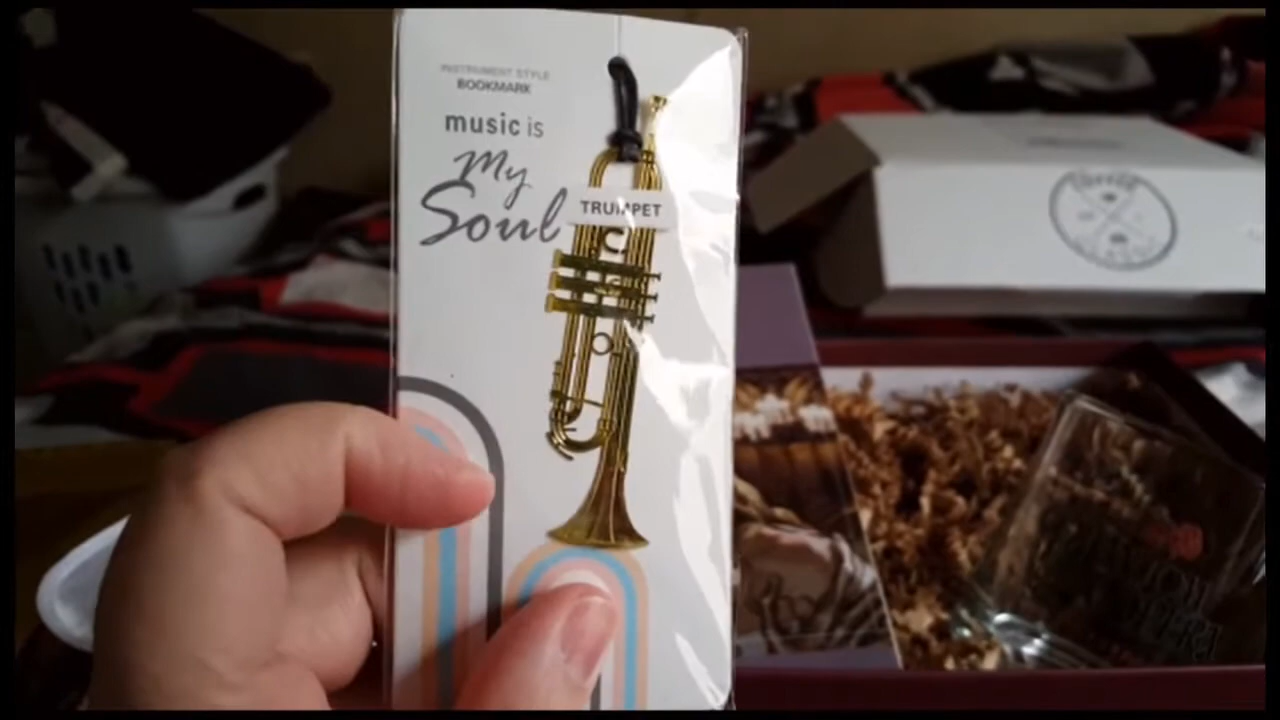 INSTRUMENT STYLE
BOOKMARK
music is
My
Soul
TRUMPET